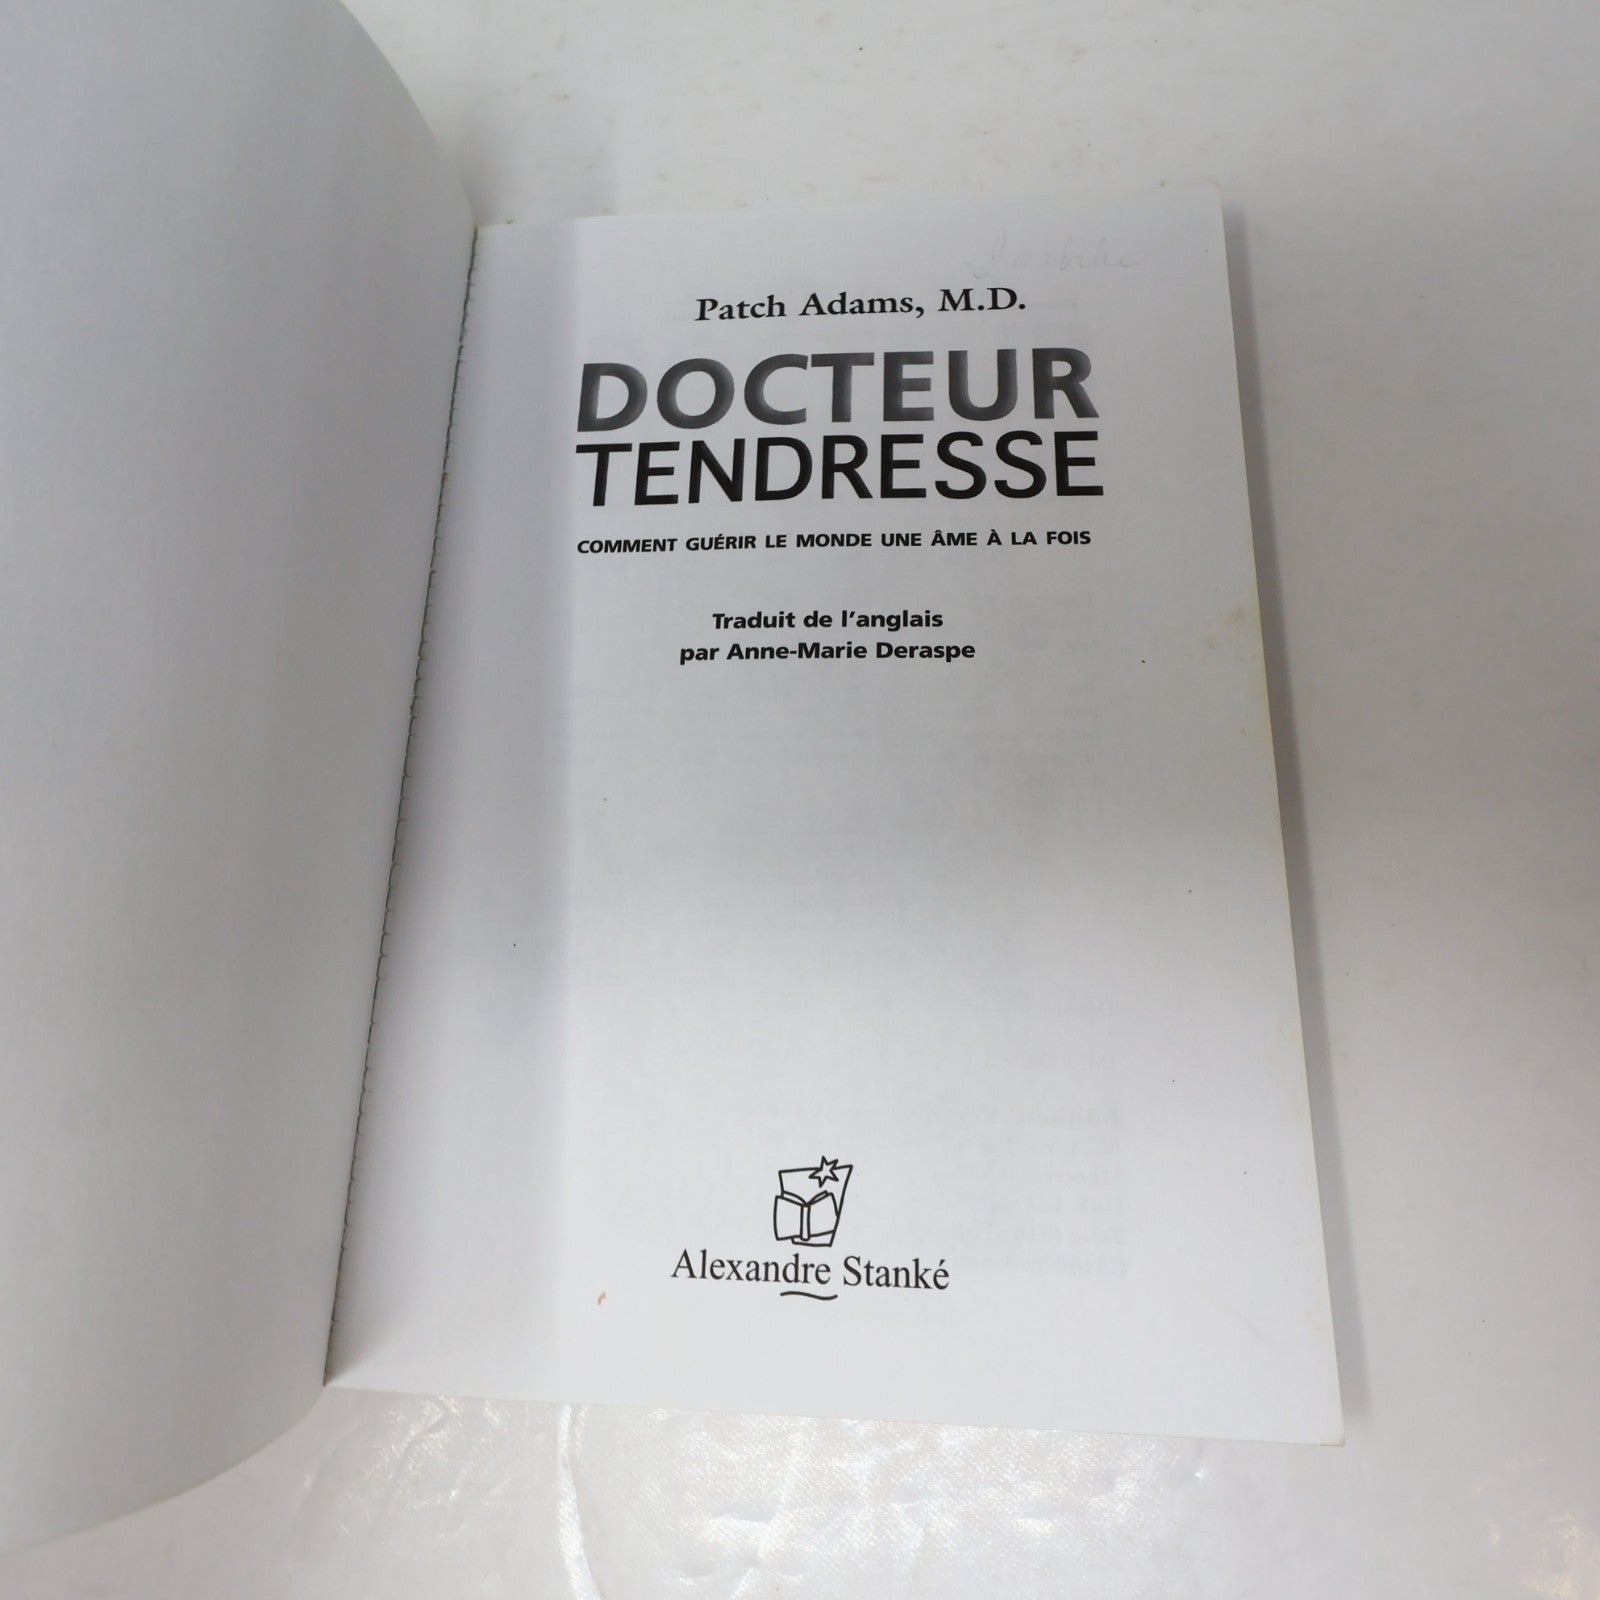 Patch Adams, M.D.
DOCTEUR
TENDRESSE
COMMENT GUÉRIR LE MONDE UNE ÂME À LA FOIS
Traduit de l'anglais
par Anne-Marie Deraspe
Alexandre Stanké